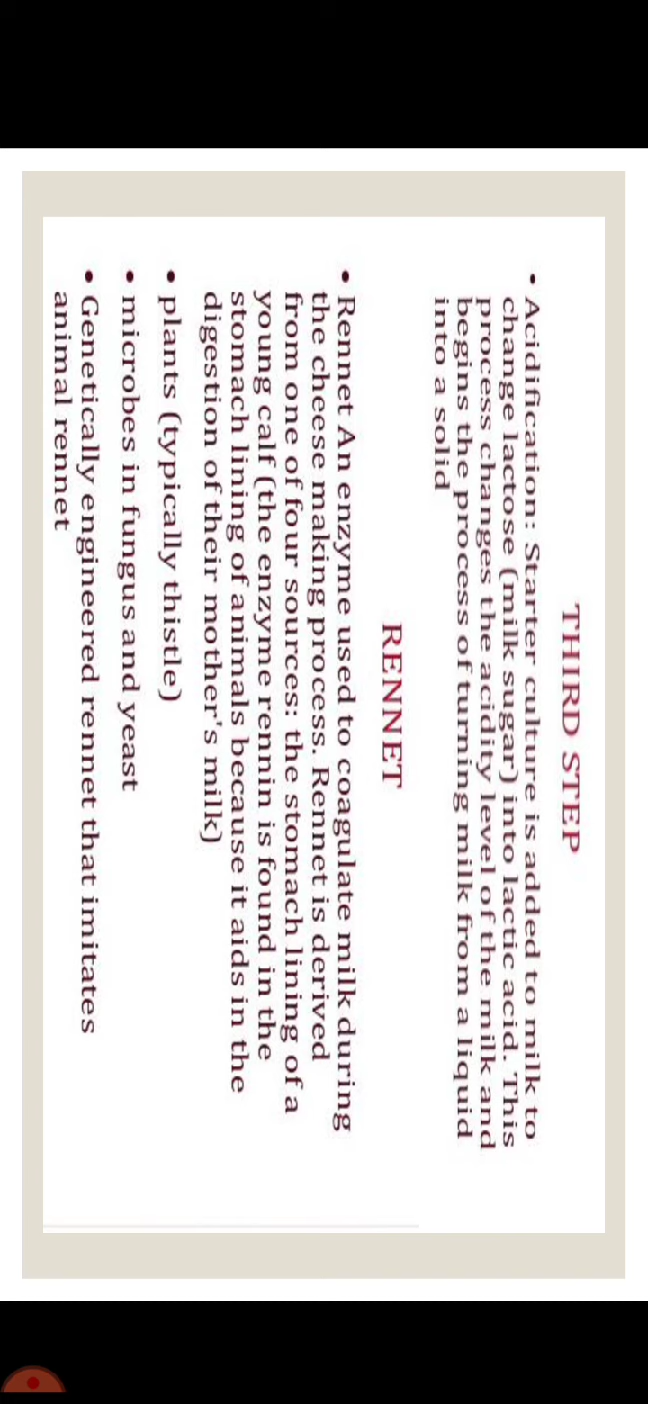 THIRD STEP
• Acidification: Starter culture is added to milk to
change lactose (milk sugar) into lactic acid. This
process changes the acidity level of the milk and
begins the process of turning milk from a liquid
into a solid
RENNET
• Rennet An enzyme used to coagulate milk during
the cheese making process. Rennet is derived
from one of four sources: the stomach lining of a
young calf (the enzyme rennin is found in the
stomach lining of animals because it aids in the
digestion of their mother's milk)
• plants (typically thistle)
• microbes in fungus and yeast
• Genetically engineered rennet that imitates
animal rennet